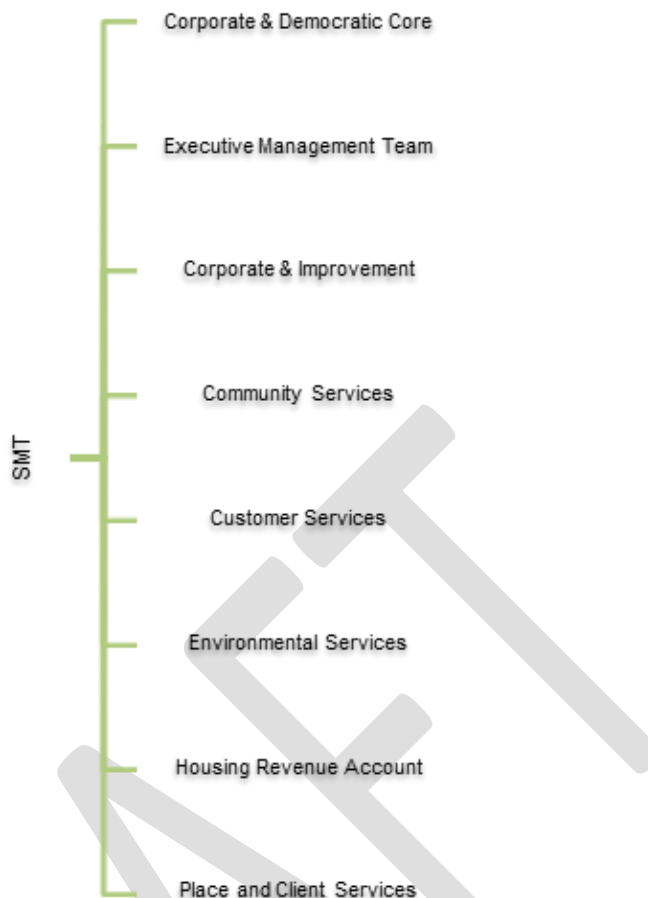 Corporate & Democratic Core
Executive Management Team
Corporate & Improvement
Community Services
SMT
Customer Services
Environmental Services
Housing Revenue Account
Place and Client Services